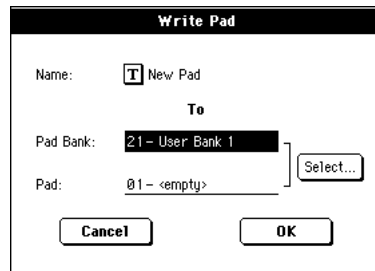 Write Pad
Name: T New Pad
To
Pad Bank: 21– User Bank 1
Select...
Pad: 01– <empty>
Cancel OK